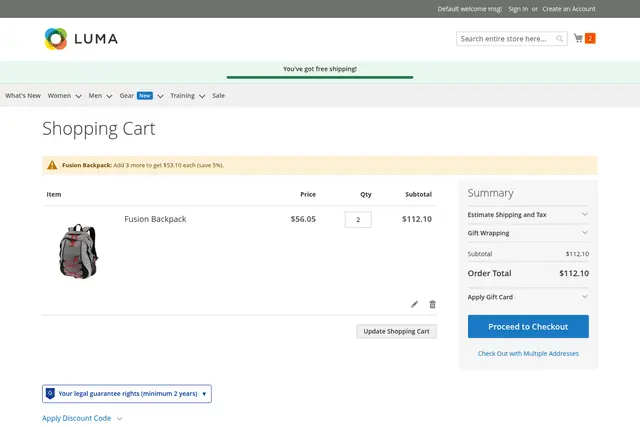 Default welcome msg! Sign In or Create an Account
LUMA
Search entire store here...
2
You've got free shipping!
What's New Women Men Gear New Training Sale
Shopping Cart
Fusion Backpack: Add 3 more to get $53.10 each (save 5%).
Item Price Qty Subtotal
Fusion Backpack $56.05 2 $112.10
Update Shopping Cart
Summary
Estimate Shipping and Tax
Gift Wrapping
Subtotal $112.10
Order Total $112.10
Apply Gift Card
Proceed to Checkout
Check Out with Multiple Addresses
Your legal guarantee rights (minimum 2 years)
Apply Discount Code